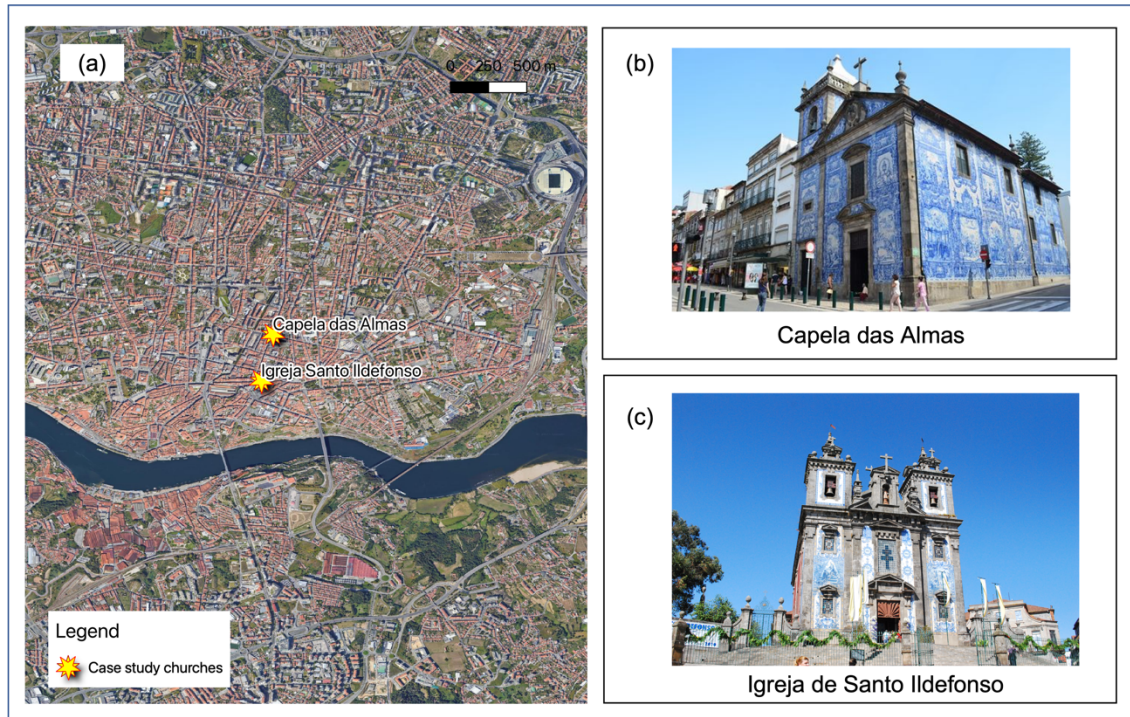 (a)
0 250 500 m
Capela das Almas
Igreja Santo Ildefonso
Legend
Case study churches
(b)
Capela das Almas
(c)
Igreja de Santo Ildefonso